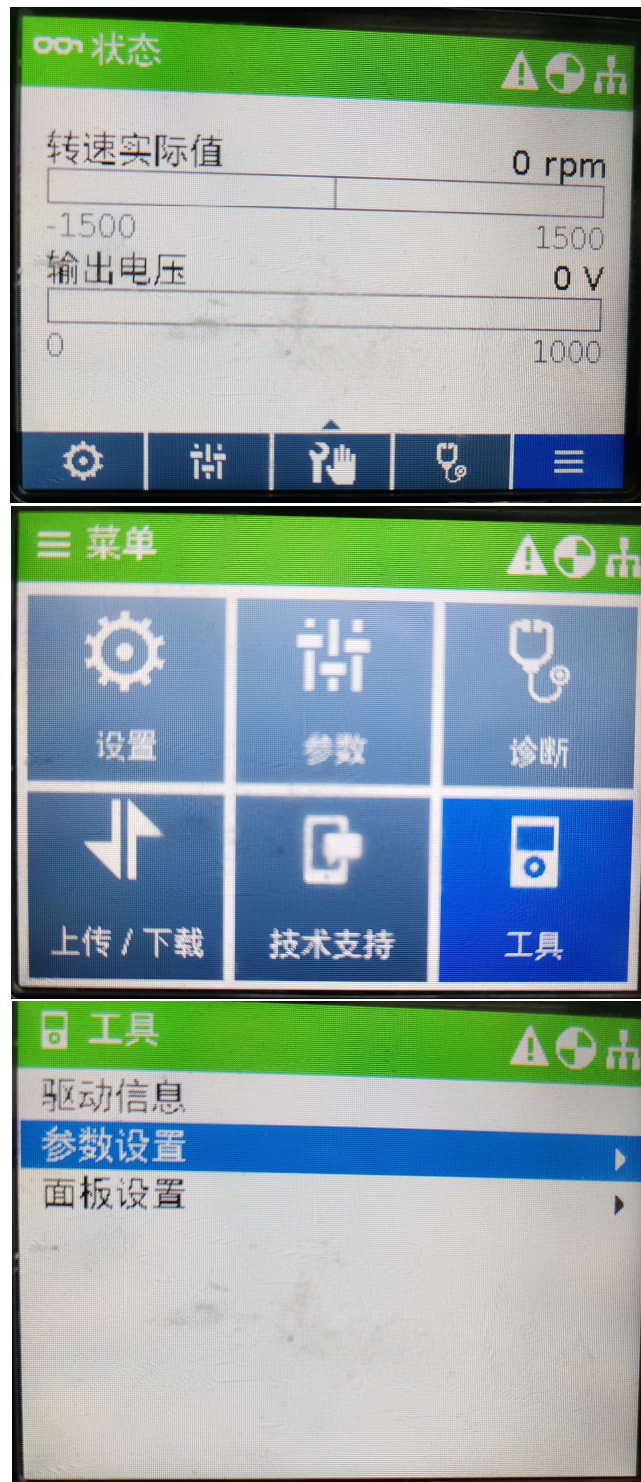 状态
转速实际值 0 rpm
-1500 1500
输出电压 0 V
0 1000
菜单
设置 参数 诊断
上传 / 下载 技术支持 工具
工具
驱动信息
参数设置
面板设置